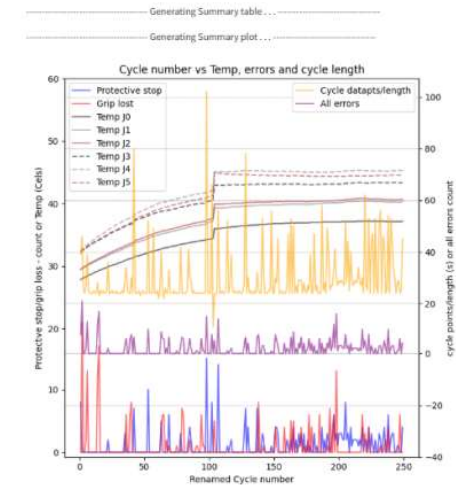 Generating Summary table . . .
Generating Summary plot . . .
Cycle number vs Temp, errors and cycle length
Protective stop
Grip lost
Temp J0
Temp J1
Temp J2
Temp J3
Temp J4
Temp J5
Cycle datapts/length
All errors
Protective stop/grip loss - count or Temp (Cels)
60
50
40
30
20
10
0
0
50
100
150
200
250
Renamed Cycle number
100
80
60
40
20
0
−20
−40
cycle points/length (s) or all errors count